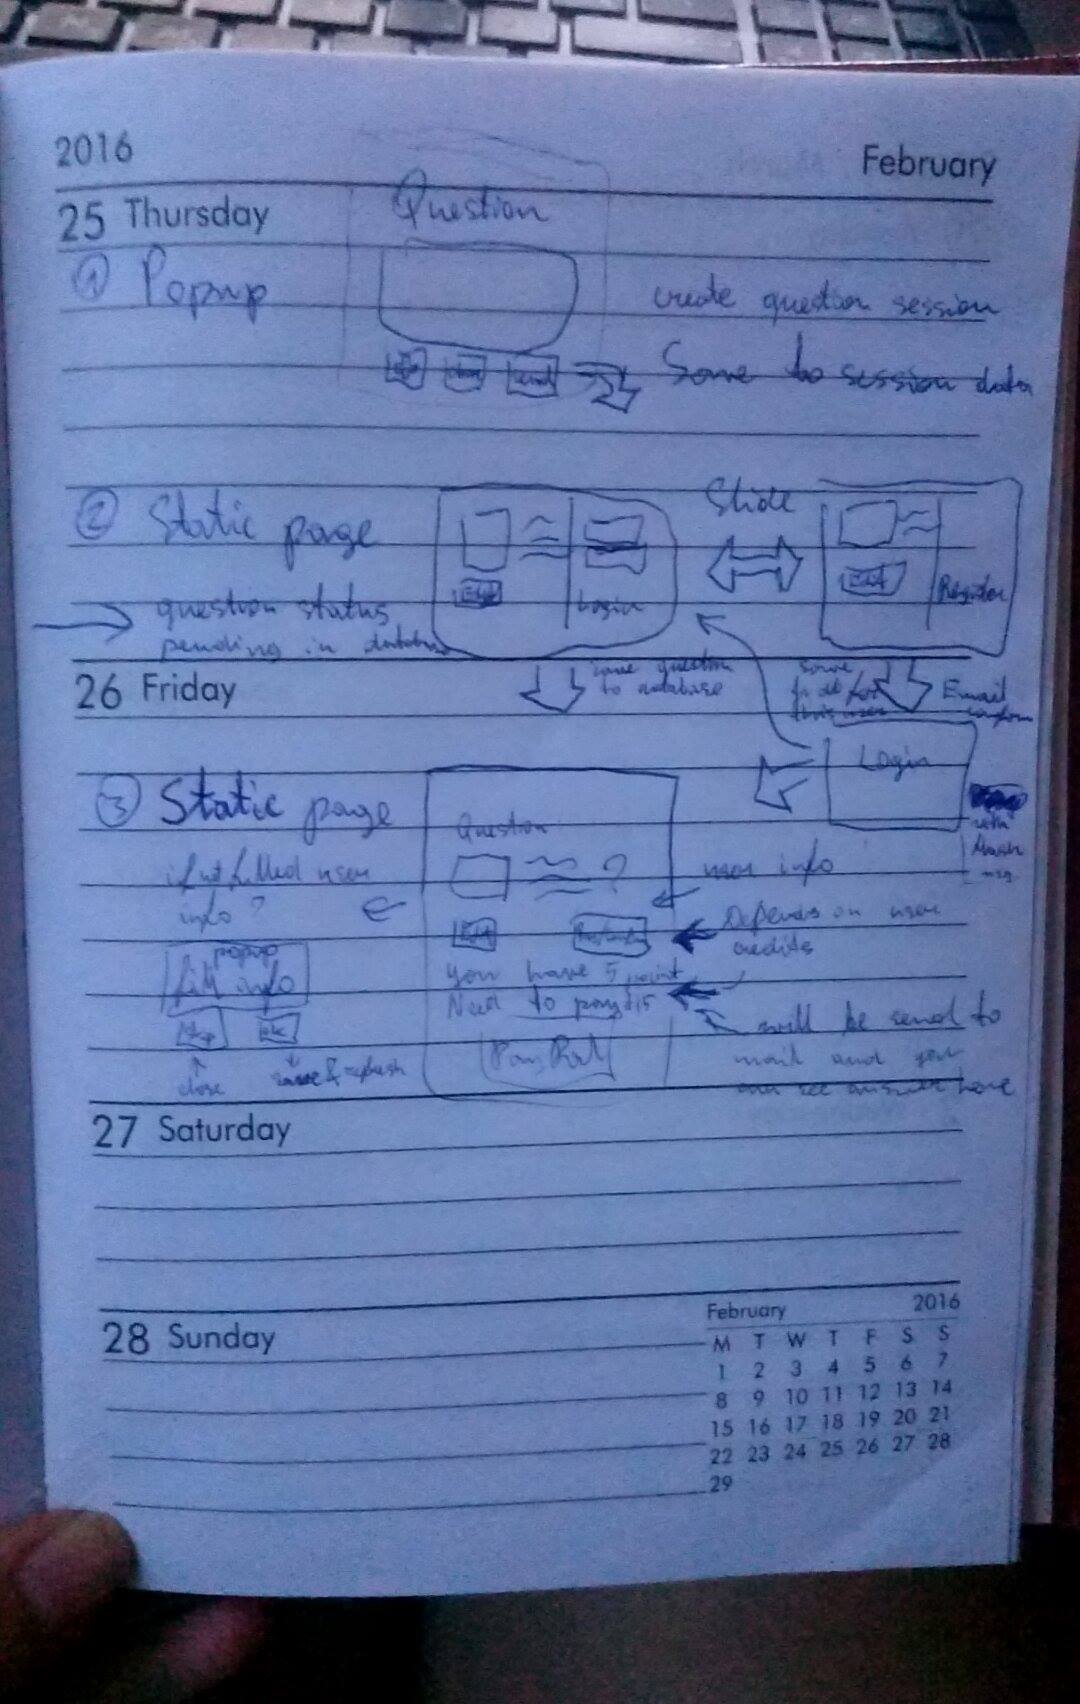 2016
February
25 Thursday
Question
1 Popup
create question session
Save to session data
2 Static page
Slide
Edit
Login
Edit
Register
question status
pending in database
save question
to database
save
Email
confirm
26 Friday
Login
3 Static page
Question
?
if not filled user
info ?
user info
Depends on user
credits
popup
fill info
Edit
You have 5 point
Need to pay $15
Skip
ok
will be send to
mail and you
can see answer here
PayPal
close
save & refresh
with
flash
msg
27 Saturday
28 Sunday
February 2016
M T W T F S S
1 2 3 4 5 6 7
8 9 10 11 12 13 14
15 16 17 18 19 20 21
22 23 24 25 26 27 28
29